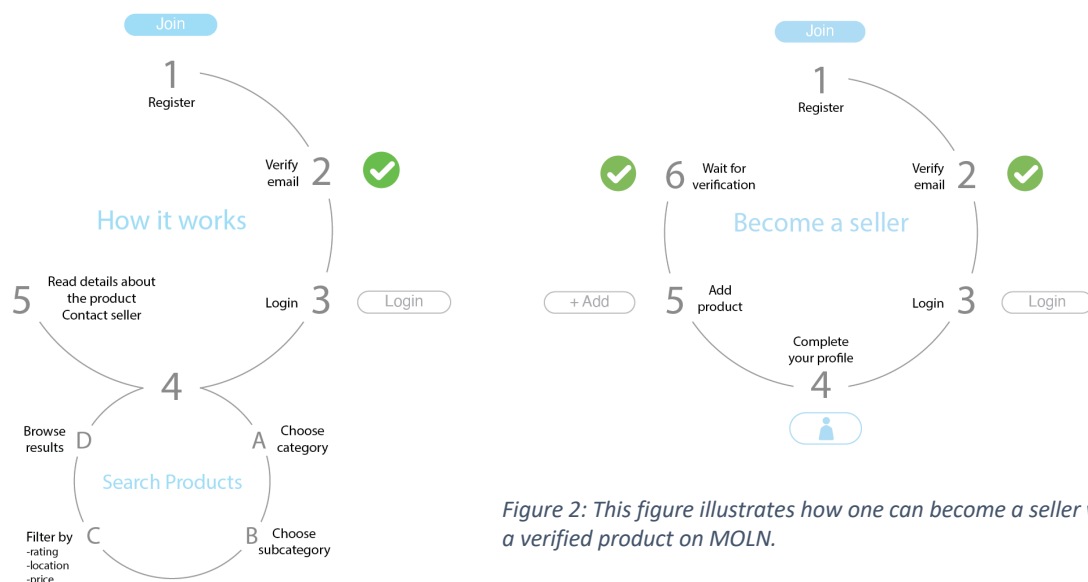 Join
1
Register
Verify
email
2
How it works
Login
3
Login
5
Read details about
the product
Contact seller
4
A
Choose
category
B
Choose
subcategory
C
Filter by
-rating
-location
-price
D
Browse
results
Search Products
Join
1
Register
Verify
email
2
Become a seller
Login
3
Login
Complete
your profile
4
5
Add
product
+ Add
6
Wait for
verification
Figure 2: This figure illustrates how one can become a seller
a verified product on MOLN.